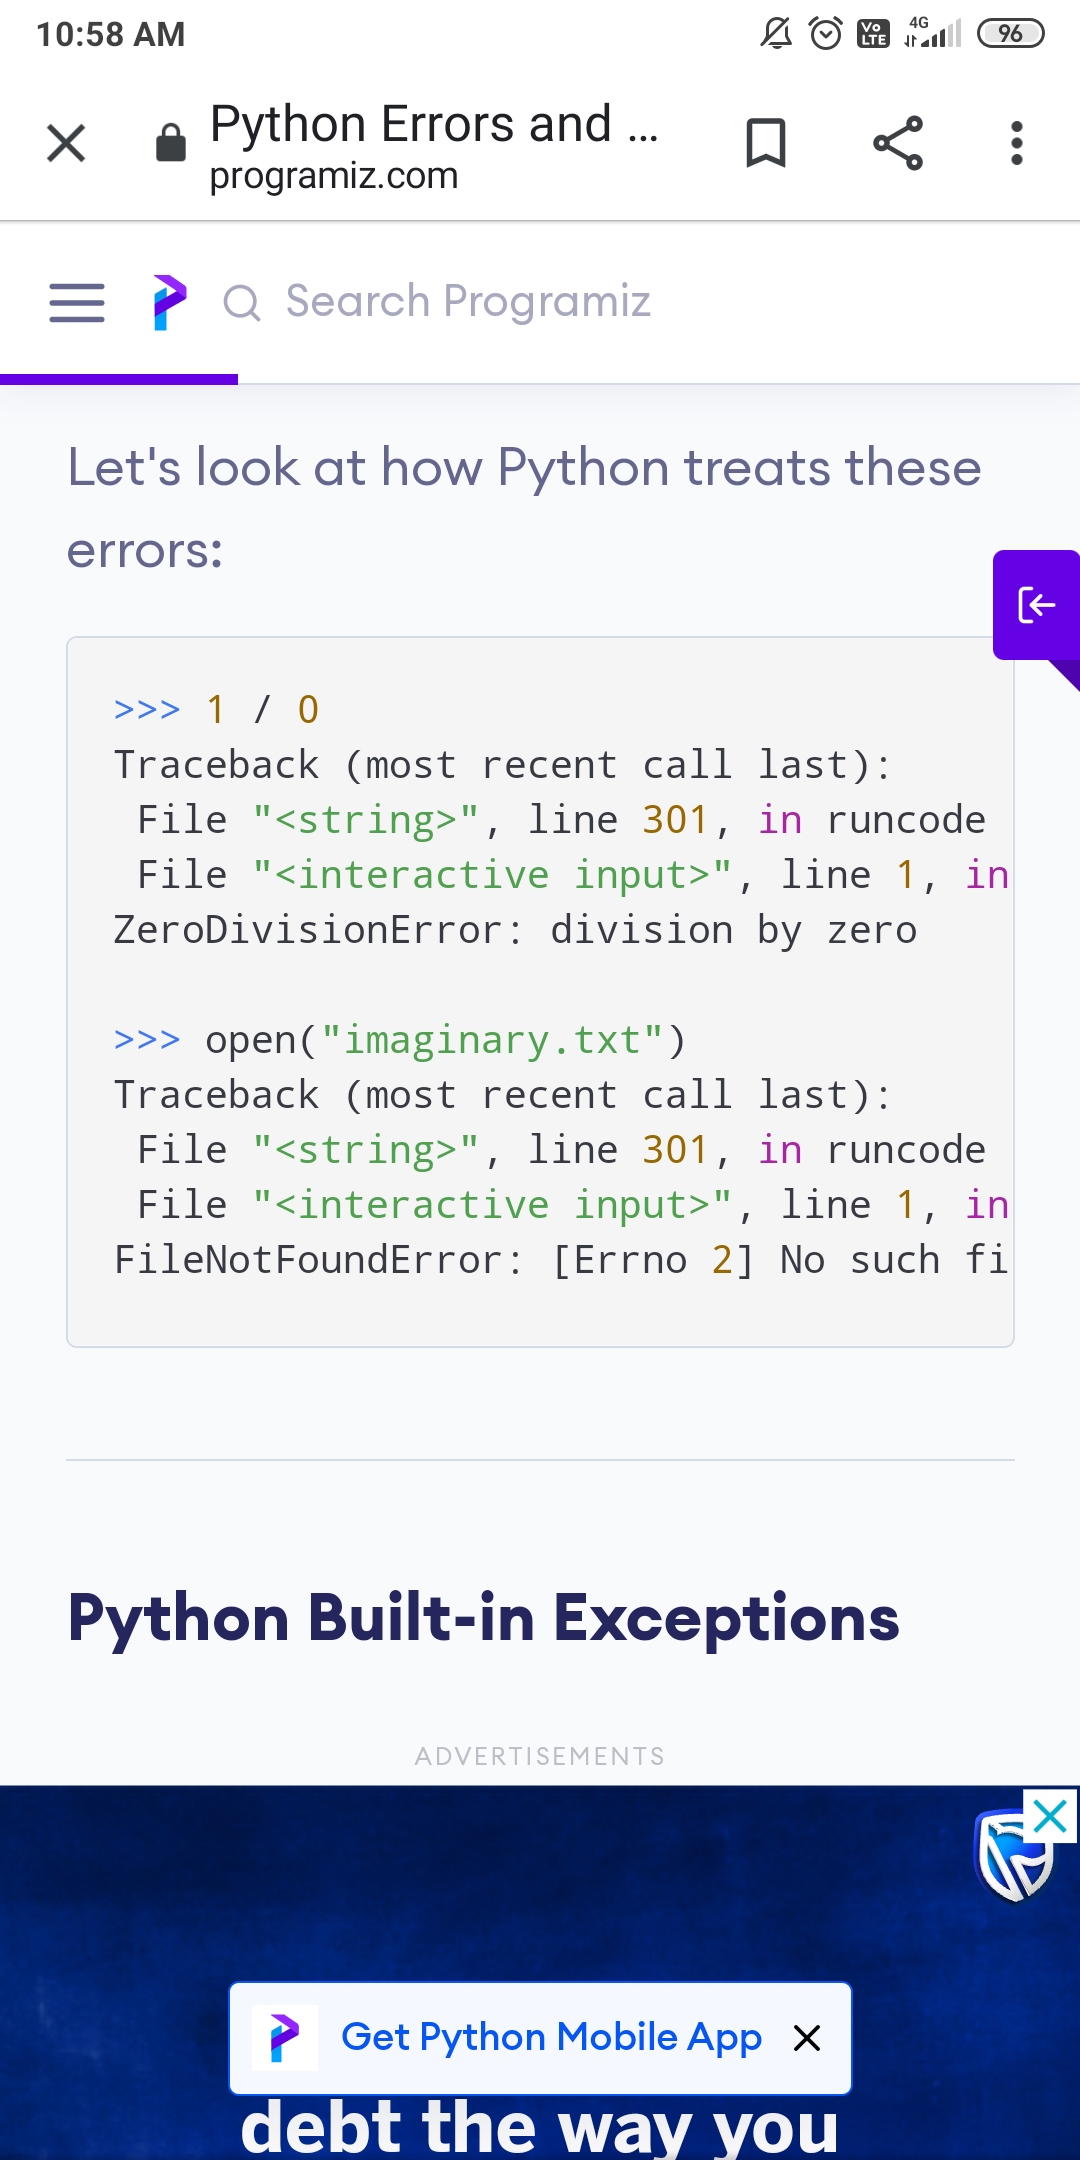 10:58 AM
Vo LTE
4G
96
Python Errors and ...
programiz.com
Search Programiz
Let's look at how Python treats these
errors:
>>> 1 / 0
Traceback (most recent call last):
 File "<string>", line 301, in runcode
 File "<interactive input>", line 1, in
ZeroDivisionError: division by zero
>>> open("imaginary.txt")
Traceback (most recent call last):
 File "<string>", line 301, in runcode
 File "<interactive input>", line 1, in
FileNotFoundError: [Errno 2] No such fi
Python Built-in Exceptions
ADVERTISEMENTS
Get Python Mobile App
debt the way you